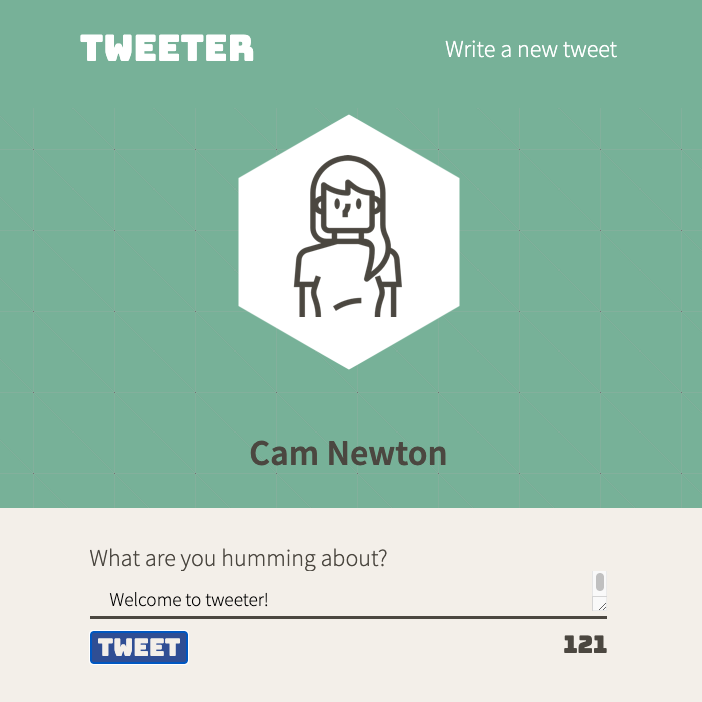 TWEETER
Write a new tweet
Cam Newton
What are you humming about?
Welcome to tweeter!
TWEET
121